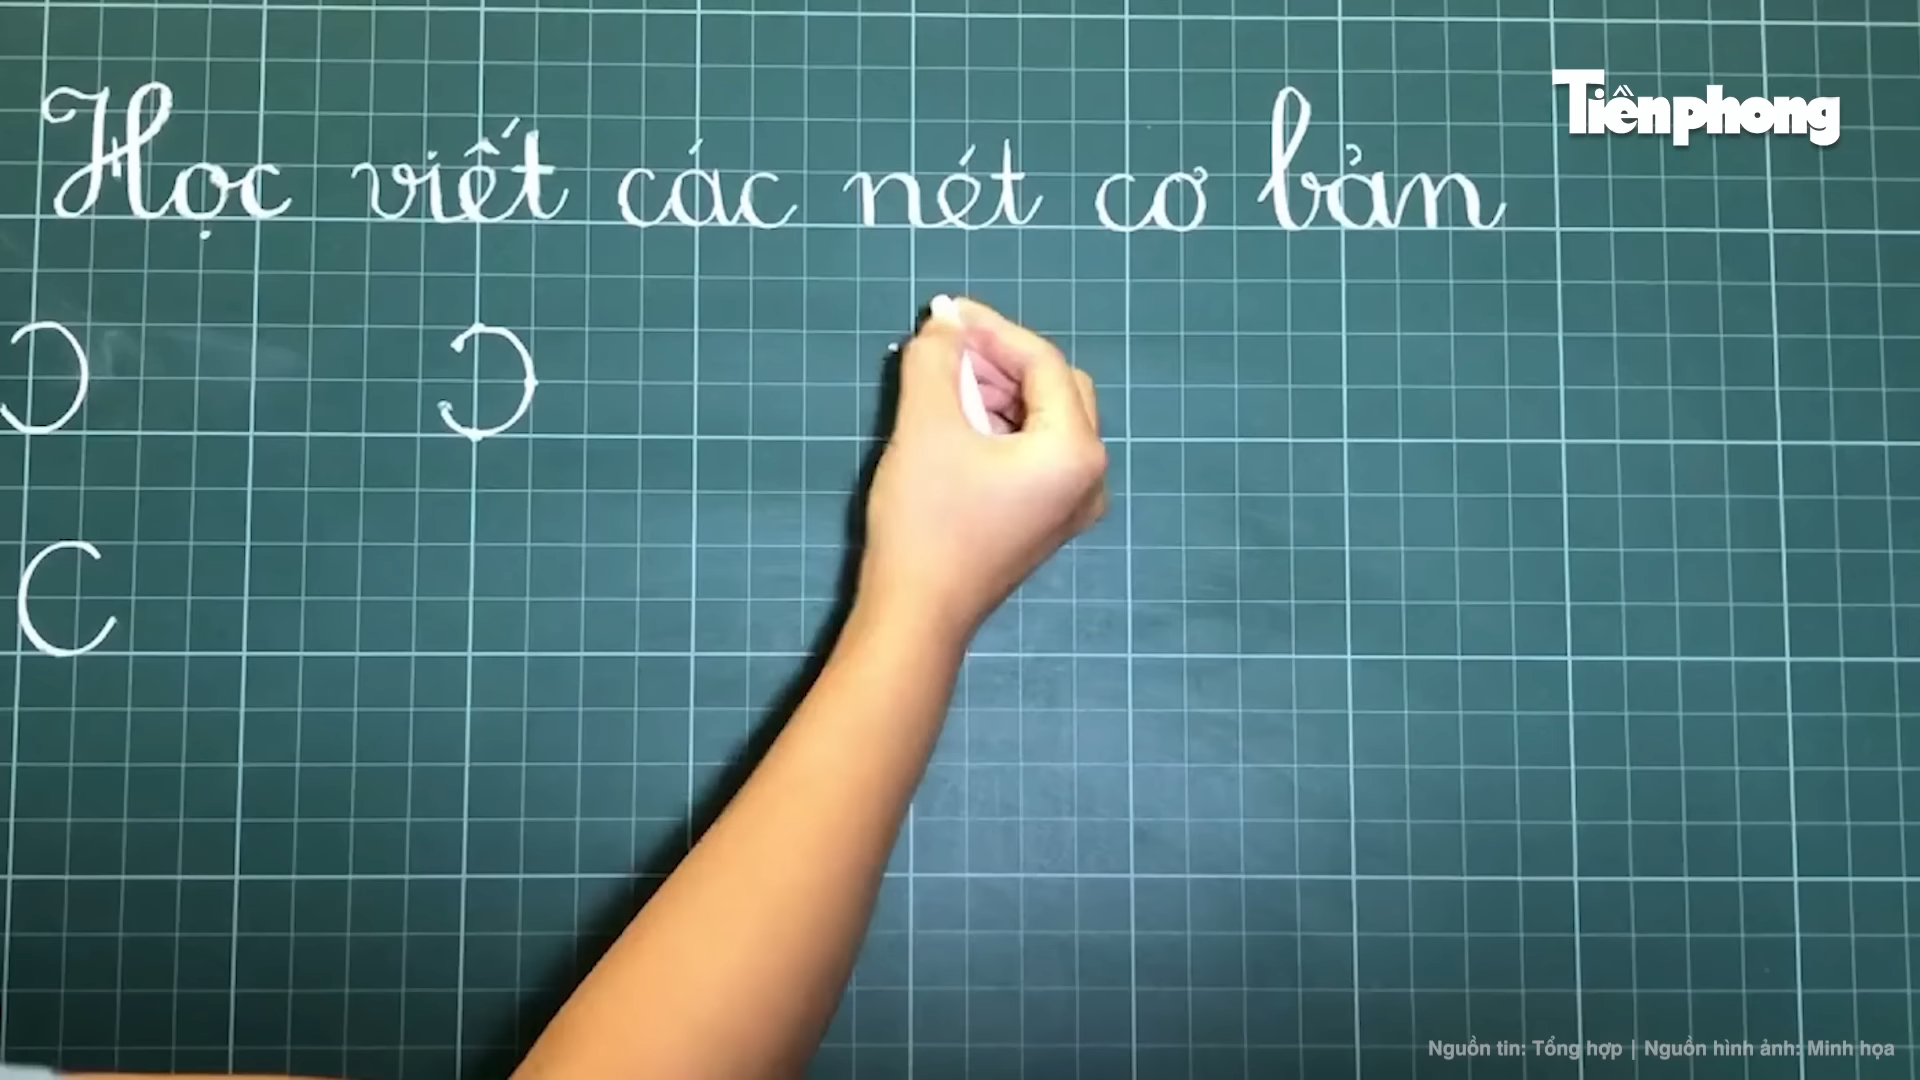 Tiềnphong
Học viết các nét cơ bản
Ɔ Ɔ
C
Nguồn tin: Tổng hợp | Nguồn hình ảnh: Minh họa